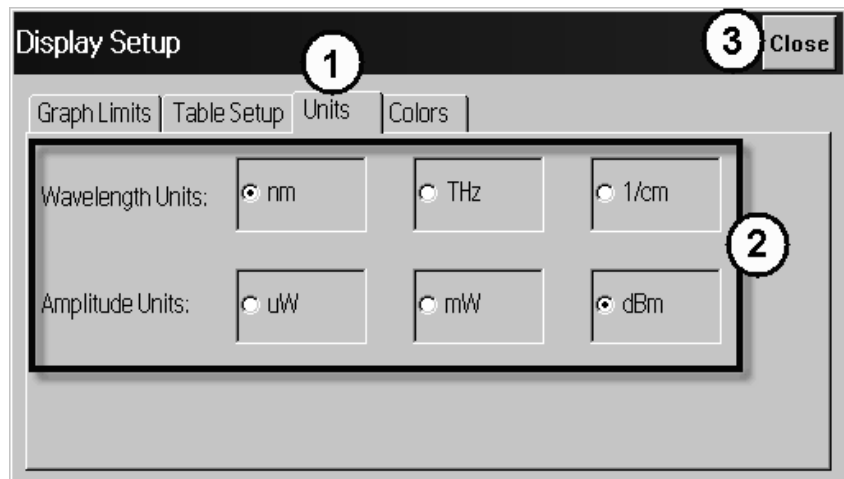 Display Setup 1 3 Close
Graph Limits Table Setup Units Colors
Wavelength Units: nm THz 1/cm
2
Amplitude Units: uW mW dBm